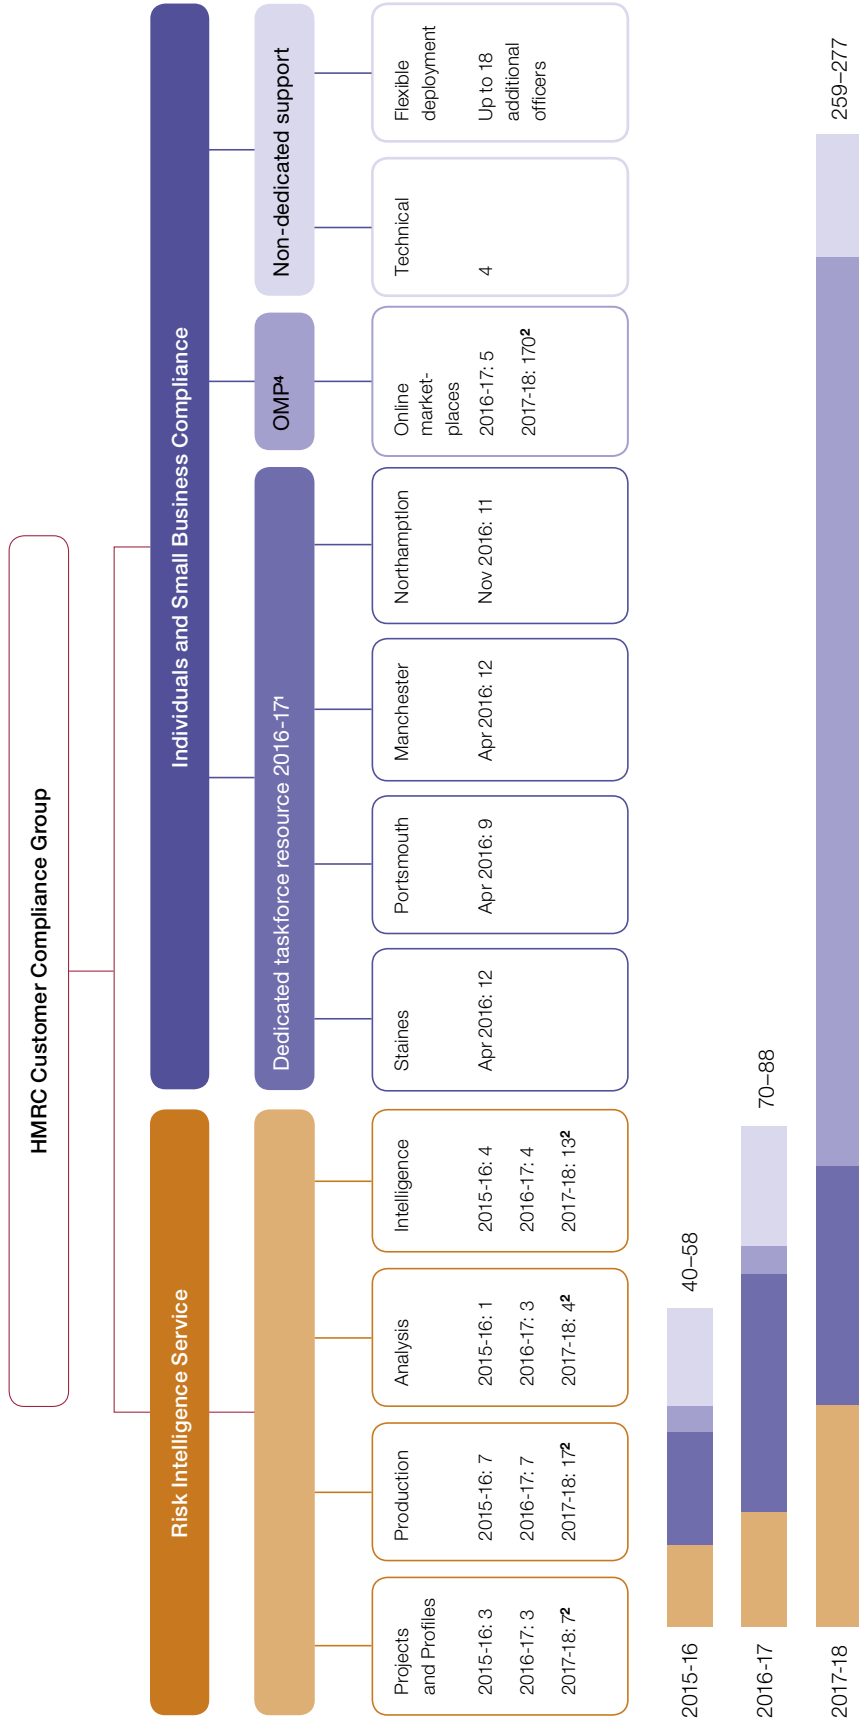 HMRC Customer Compliance Group
Risk Intelligence Service
Individuals and Small Business Compliance
Dedicated taskforce resource 2016-17¹
OMP⁴
Non-dedicated support
Projects
and Profiles
2015-16: 3
2016-17: 3
2017-18: 7²
Production
2015-16: 7
2016-17: 7
2017-18: 17²
Analysis
2015-16: 1
2016-17: 3
2017-18: 4²
Intelligence
2015-16: 4
2016-17: 4
2017-18: 13²
Staines
Apr 2016: 12
Portsmouth
Apr 2016: 9
Manchester
Apr 2016: 12
Northamptlon
Nov 2016: 11
Online
market-
places
2016-17: 5
2017-18: 170²
Technical
4
Flexible
deployment
Up to 18
additional
officers
2015-16
40–58
2016-17
70–88
2017-18
259–277